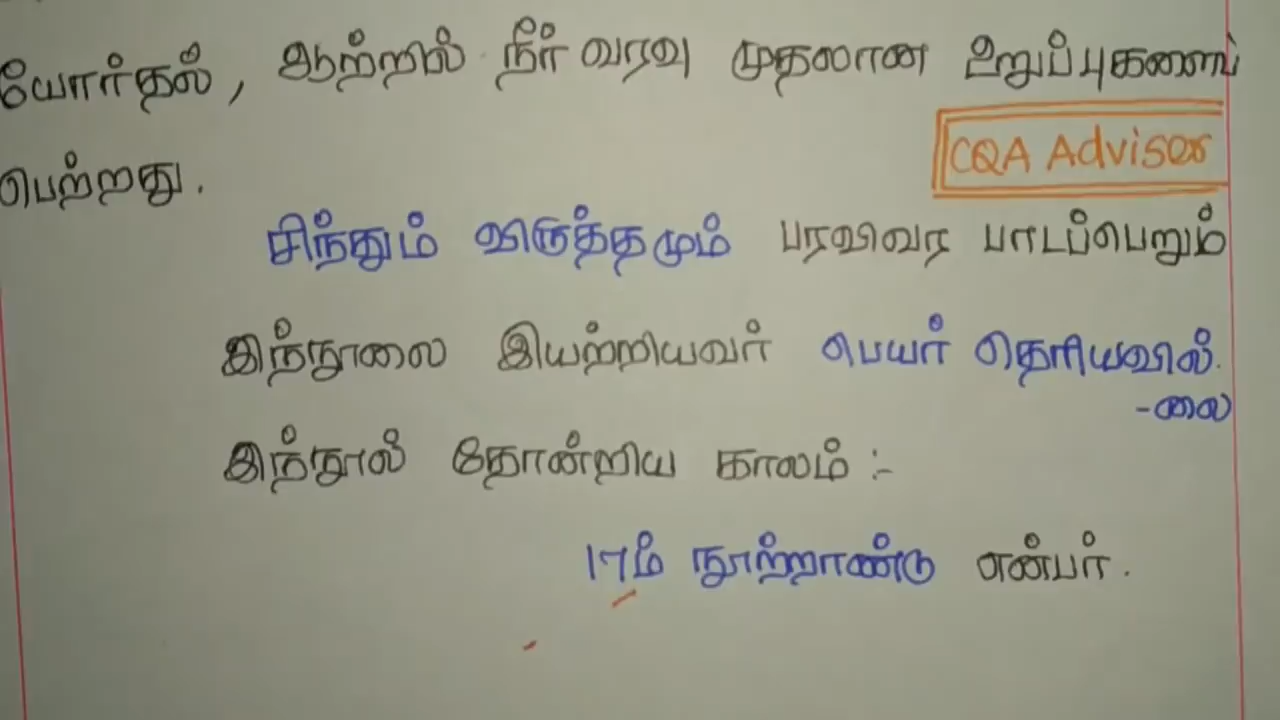 யோர்தல், ஆற்றில் நீர் வரவு முதலான உறுப்புகளைப்
CQA Advisor
பெற்றது.
சிந்தும் விருத்தமும் பரவிவர பாடப்பெறும்
இந்நூலை இயற்றியவர் பெயர் தெரியவில்
-லை
இந்நூல் தோன்றிய காலம் :-
17ம் நூற்றாண்டு என்பர்.